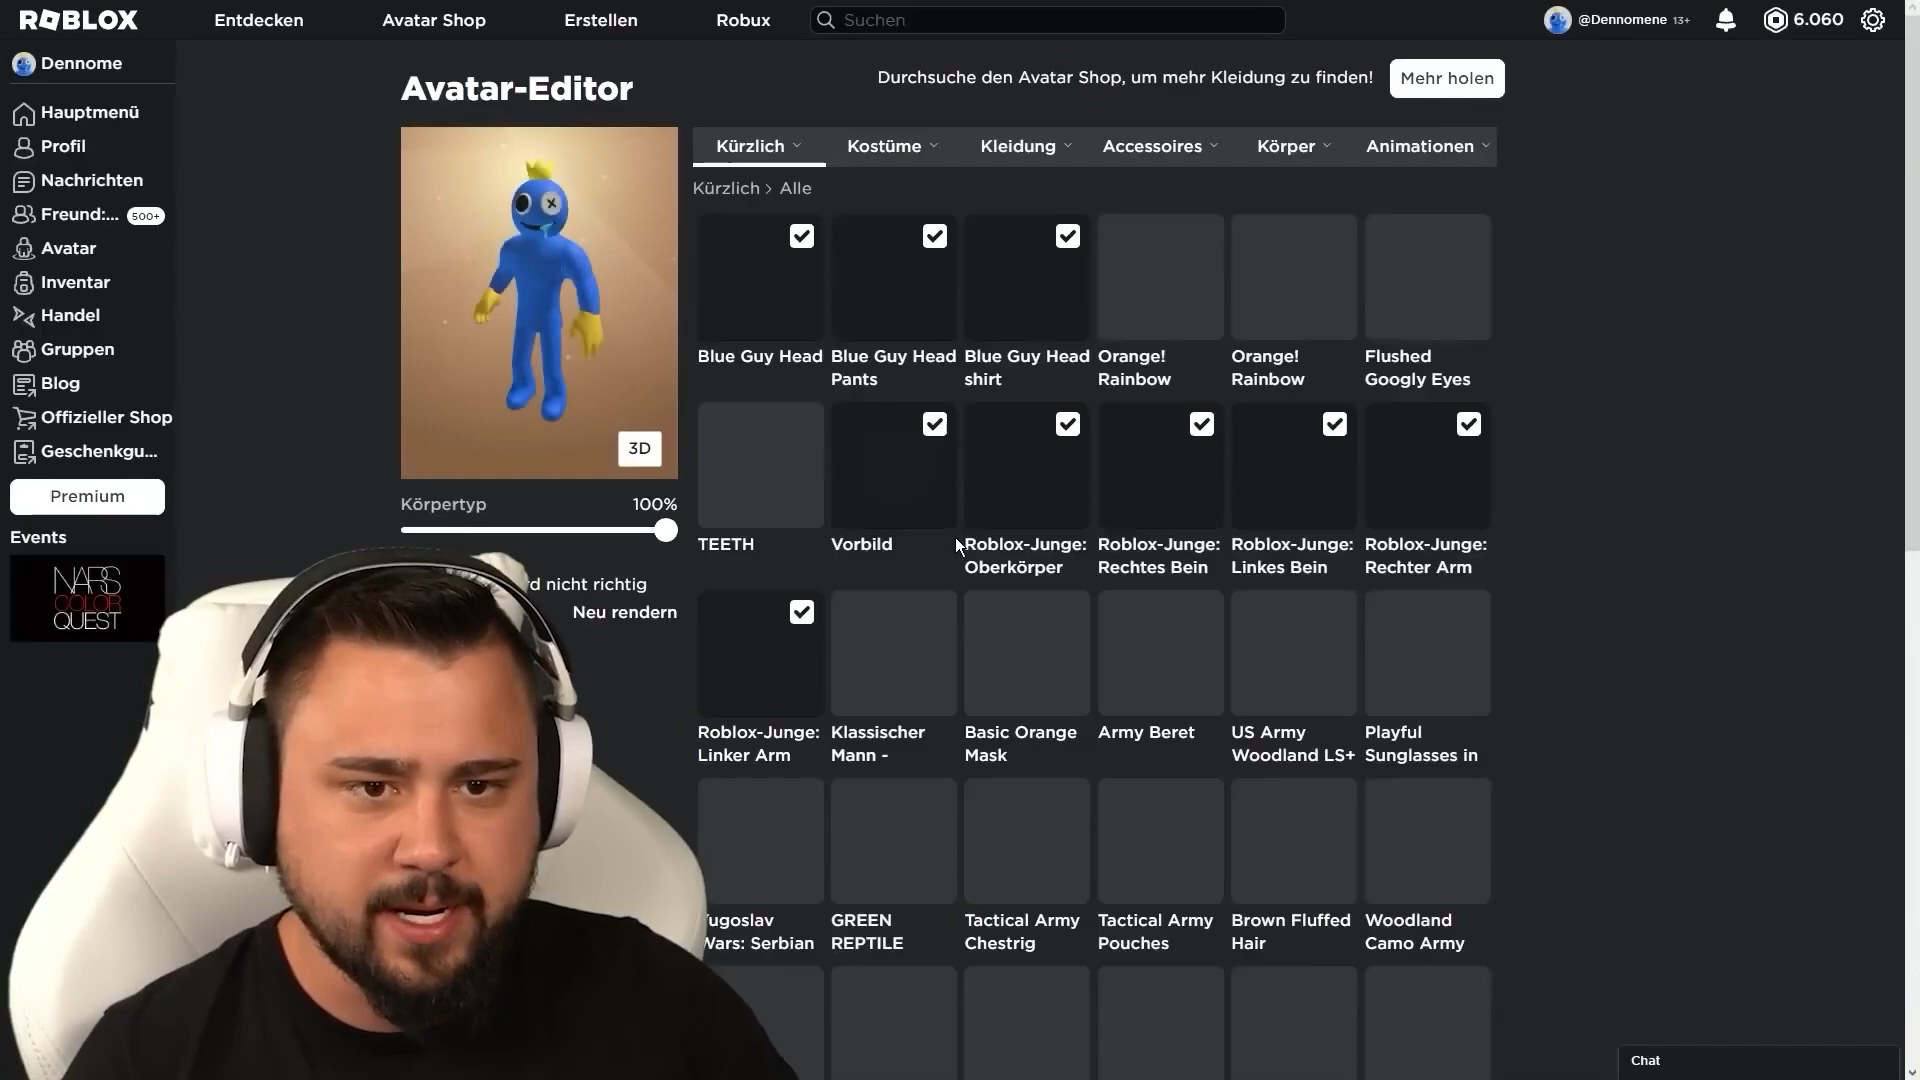 ROBLOX
Entdecken
Avatar Shop
Erstellen
Robux
Suchen
@Dennomene 13+
6.060
Dennome
Hauptmenü
Profil
Nachrichten
Freund:... 500+
Avatar
Inventar
Handel
Gruppen
Blog
Offizieller Shop
Geschenkgu...
Premium
Events
NARS
COLOR
QUEST
Avatar-Editor
Durchsuche den Avatar Shop, um mehr Kleidung zu finden!
Mehr holen
3D
Körpertyp 100%
nicht richtig
Neu rendern
Kürzlich
Kostüme
Kleidung
Accessoires
Körper
Animationen
Kürzlich > Alle
Blue Guy Head
Blue Guy Head
Pants
Blue Guy Head
shirt
Orange!
Rainbow
Orange!
Rainbow
Flushed
Googly Eyes
TEETH
Vorbild
Roblox-Junge:
Oberkörper
Roblox-Junge:
Rechtes Bein
Roblox-Junge:
Linkes Bein
Roblox-Junge:
Rechter Arm
Roblox-Junge:
Linker Arm
Klassischer
Mann -
Basic Orange
Mask
Army Beret
US Army
Woodland LS+
Playful
Sunglasses in
Yugoslav
Wars: Serbian
GREEN
REPTILE
Tactical Army
Chestrig
Tactical Army
Pouches
Brown Fluffed
Hair
Woodland
Camo Army
Chat